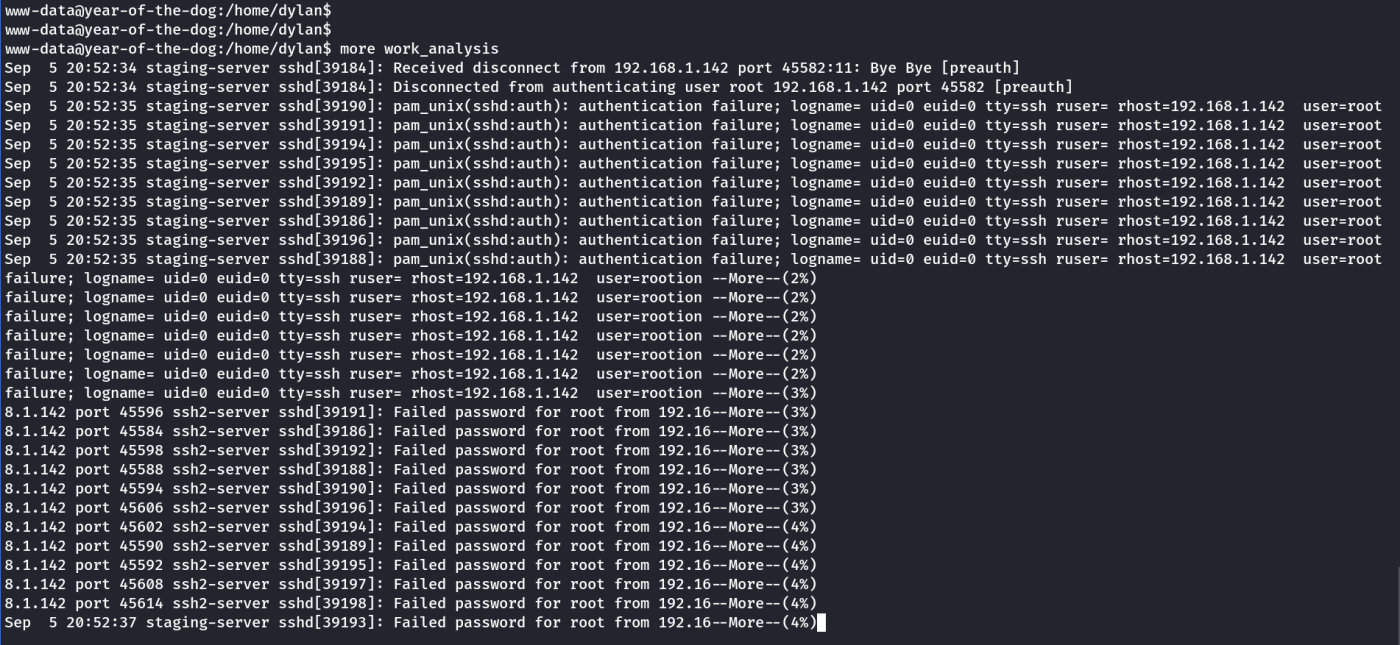 www-data@year-of-the-dog:/home/dylan$
www-data@year-of-the-dog:/home/dylan$
www-data@year-of-the-dog:/home/dylan$ more work_analysis
Sep  5 20:52:34 staging-server sshd[39184]: Received disconnect from 192.168.1.142 port 45582:11: Bye Bye [preauth]
Sep  5 20:52:34 staging-server sshd[39184]: Disconnected from authenticating user root 192.168.1.142 port 45582 [preauth]
Sep  5 20:52:35 staging-server sshd[39190]: pam_unix(sshd:auth): authentication failure; logname= uid=0 euid=0 tty=ssh ruser= rhost=192.168.1.142  user=root
Sep  5 20:52:35 staging-server sshd[39191]: pam_unix(sshd:auth): authentication failure; logname= uid=0 euid=0 tty=ssh ruser= rhost=192.168.1.142  user=root
Sep  5 20:52:35 staging-server sshd[39194]: pam_unix(sshd:auth): authentication failure; logname= uid=0 euid=0 tty=ssh ruser= rhost=192.168.1.142  user=root
Sep  5 20:52:35 staging-server sshd[39195]: pam_unix(sshd:auth): authentication failure; logname= uid=0 euid=0 tty=ssh ruser= rhost=192.168.1.142  user=root
Sep  5 20:52:35 staging-server sshd[39192]: pam_unix(sshd:auth): authentication failure; logname= uid=0 euid=0 tty=ssh ruser= rhost=192.168.1.142  user=root
Sep  5 20:52:35 staging-server sshd[39189]: pam_unix(sshd:auth): authentication failure; logname= uid=0 euid=0 tty=ssh ruser= rhost=192.168.1.142  user=root
Sep  5 20:52:35 staging-server sshd[39186]: pam_unix(sshd:auth): authentication failure; logname= uid=0 euid=0 tty=ssh ruser= rhost=192.168.1.142  user=root
Sep  5 20:52:35 staging-server sshd[39196]: pam_unix(sshd:auth): authentication failure; logname= uid=0 euid=0 tty=ssh ruser= rhost=192.168.1.142  user=root
Sep  5 20:52:35 staging-server sshd[39188]: pam_unix(sshd:auth): authentication failure; logname= uid=0 euid=0 tty=ssh ruser= rhost=192.168.1.142  user=root
failure; logname= uid=0 euid=0 tty=ssh ruser= rhost=192.168.1.142  user=rootion --More--(2%)
failure; logname= uid=0 euid=0 tty=ssh ruser= rhost=192.168.1.142  user=rootion --More--(2%)
failure; logname= uid=0 euid=0 tty=ssh ruser= rhost=192.168.1.142  user=rootion --More--(2%)
failure; logname= uid=0 euid=0 tty=ssh ruser= rhost=192.168.1.142  user=rootion --More--(2%)
failure; logname= uid=0 euid=0 tty=ssh ruser= rhost=192.168.1.142  user=rootion --More--(2%)
failure; logname= uid=0 euid=0 tty=ssh ruser= rhost=192.168.1.142  user=rootion --More--(2%)
failure; logname= uid=0 euid=0 tty=ssh ruser= rhost=192.168.1.142  user=rootion --More--(3%)
8.1.142 port 45596 ssh2-server sshd[39191]: Failed password for root from 192.16--More--(3%)
8.1.142 port 45584 ssh2-server sshd[39186]: Failed password for root from 192.16--More--(3%)
8.1.142 port 45598 ssh2-server sshd[39192]: Failed password for root from 192.16--More--(3%)
8.1.142 port 45588 ssh2-server sshd[39188]: Failed password for root from 192.16--More--(3%)
8.1.142 port 45594 ssh2-server sshd[39190]: Failed password for root from 192.16--More--(3%)
8.1.142 port 45606 ssh2-server sshd[39196]: Failed password for root from 192.16--More--(3%)
8.1.142 port 45602 ssh2-server sshd[39194]: Failed password for root from 192.16--More--(4%)
8.1.142 port 45590 ssh2-server sshd[39189]: Failed password for root from 192.16--More--(4%)
8.1.142 port 45592 ssh2-server sshd[39195]: Failed password for root from 192.16--More--(4%)
8.1.142 port 45608 ssh2-server sshd[39197]: Failed password for root from 192.16--More--(4%)
8.1.142 port 45614 ssh2-server sshd[39198]: Failed password for root from 192.16--More--(4%)
Sep  5 20:52:37 staging-server sshd[39193]: Failed password for root from 192.16--More--(4%)